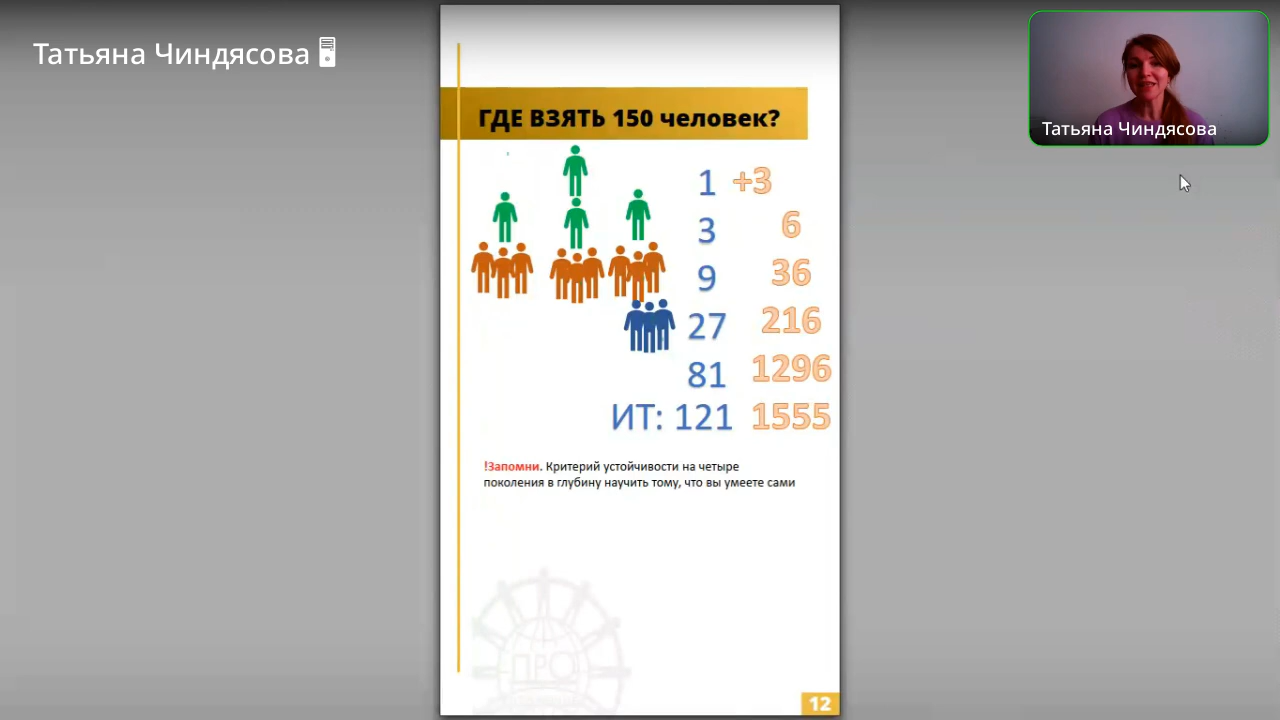 Татьяна Чиндясова
Татьяна Чиндясова
ГДЕ ВЗЯТЬ 150 человек?
1 +3
3 6
9 36
27 216
81 1296
ИТ: 121 1555
!Запомни. Критерий устойчивости на четыре
поколения в глубину научить тому, что вы умеете сами
ПРО
12